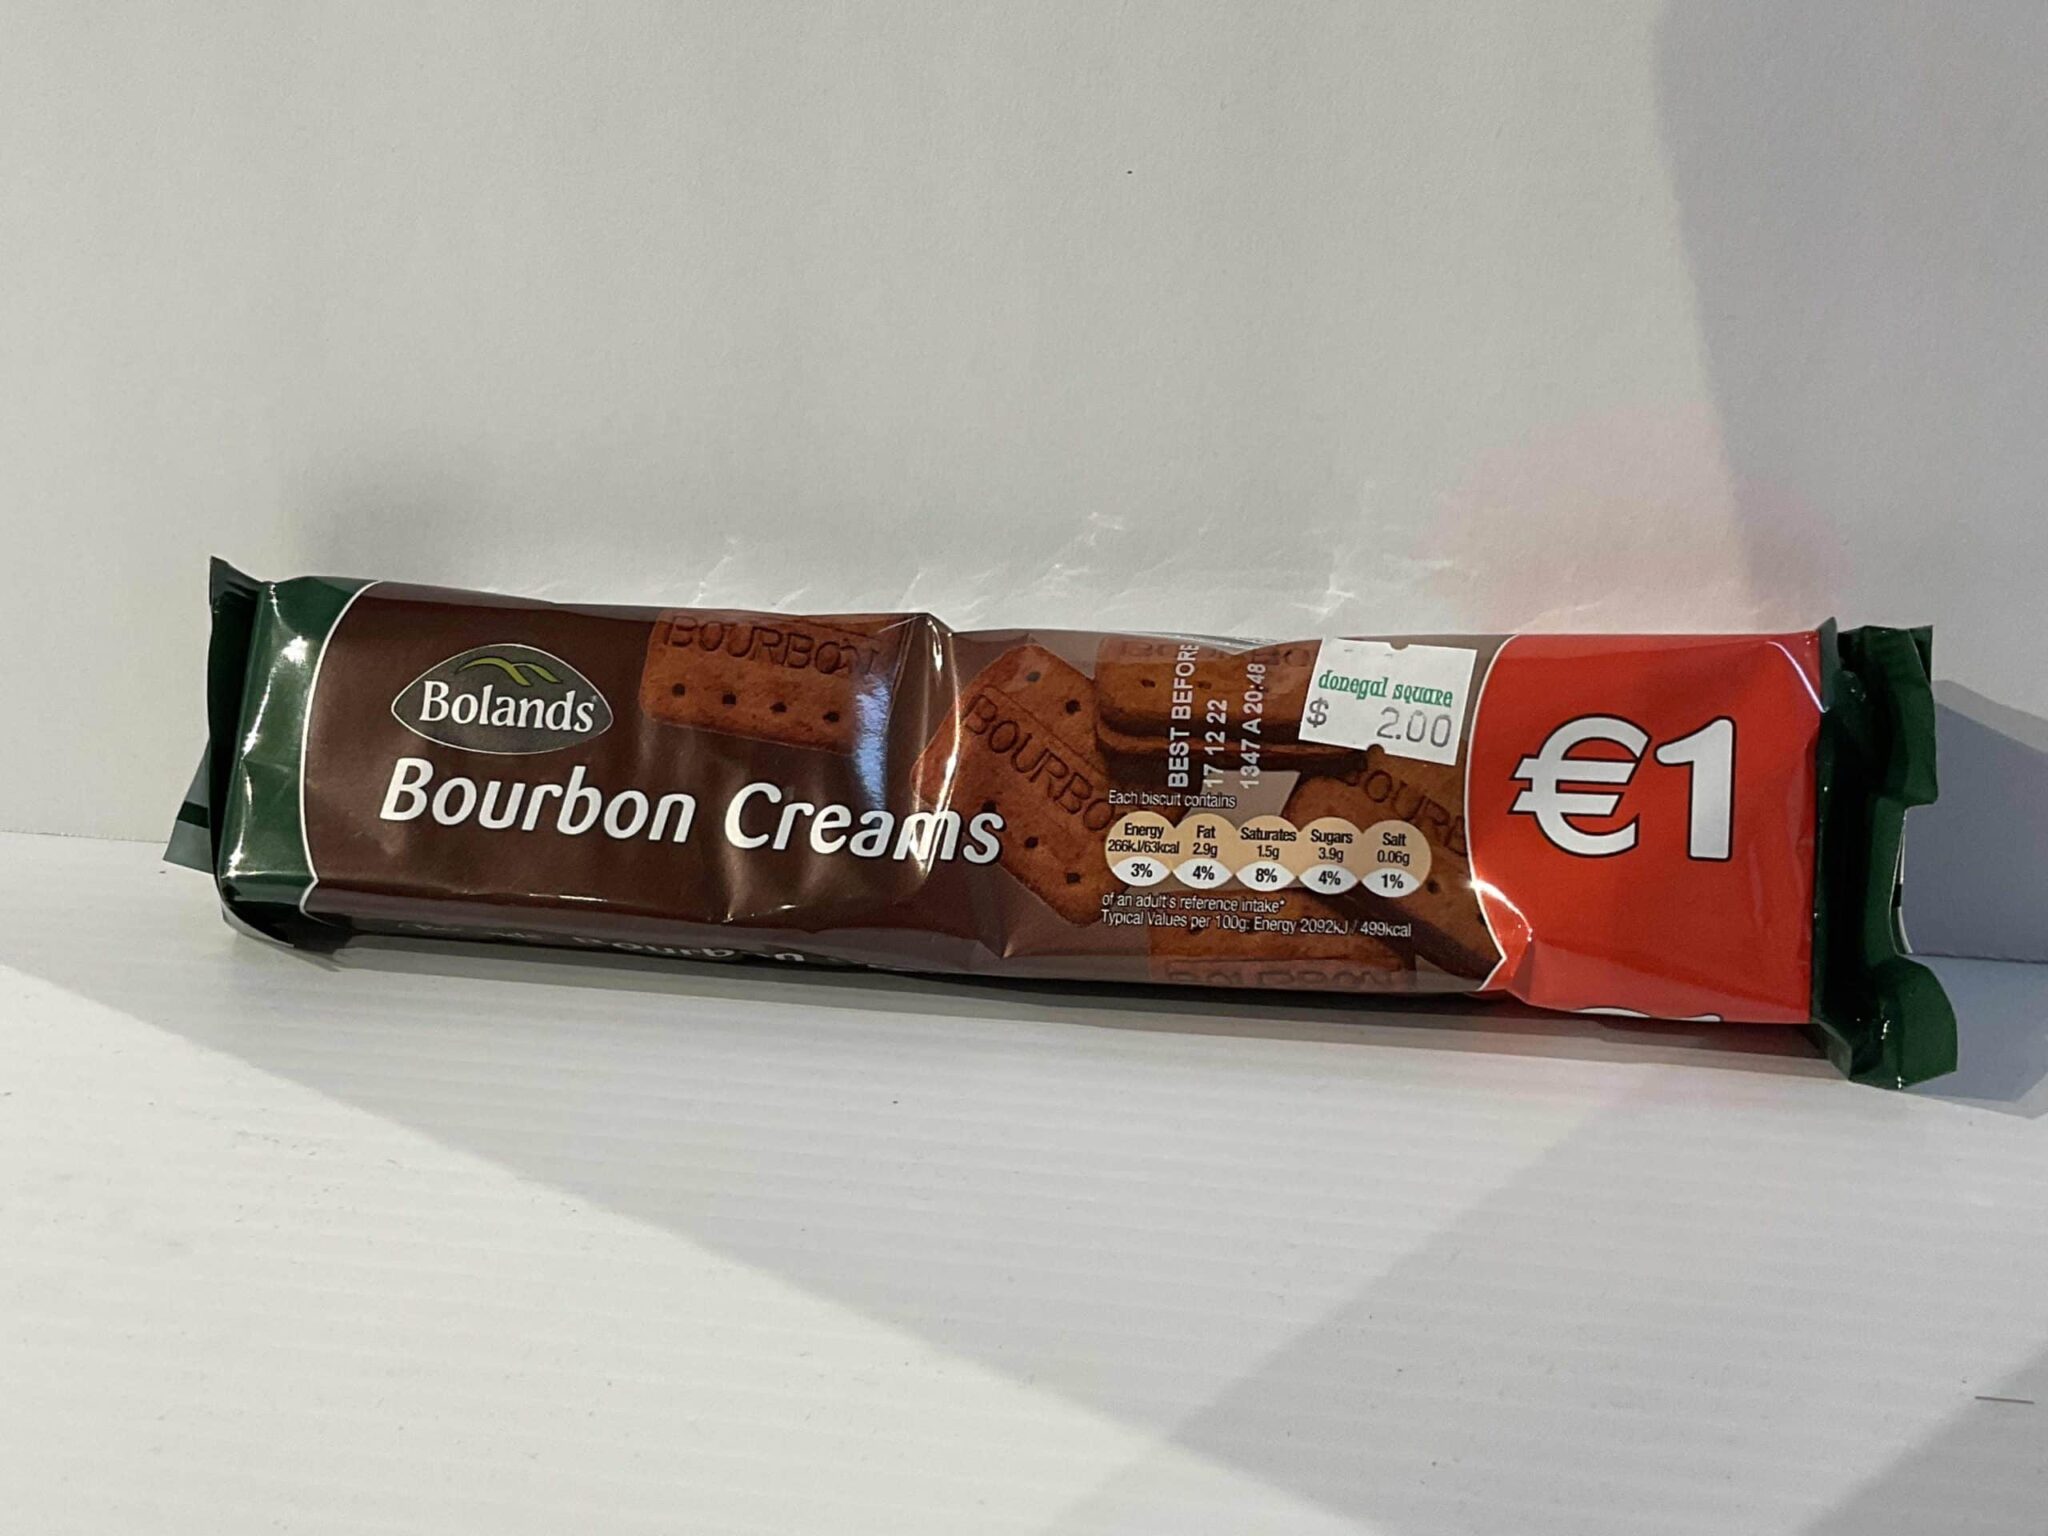 Bolands
Bourbon Creams
BOURBON
BOURBO
BOURB
BEST BEFORE
17 12 22
1347 A 20:48
donegal square
$ 2.00
€1
Each biscuit contains
Energy Fat Saturates Sugars Salt
266kJ/63kcal 2.9g 1.5g 3.9g 0.06g
3% 4% 8% 4% 1%
of an adult's reference intake*
Typical Values per 100g: Energy 2092kJ / 499kcal